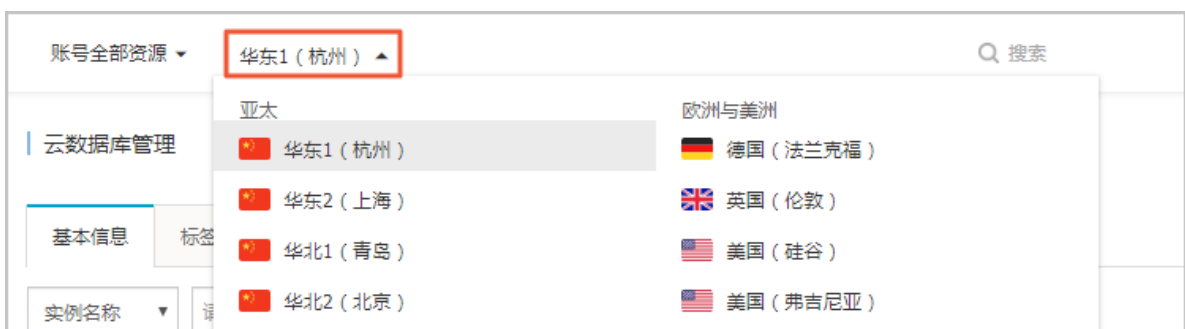 账号全部资源
华东1（杭州）
搜索
亚太
欧洲与美洲
云数据库管理
华东1（杭州）
德国（法兰克福）
华东2（上海）
英国（伦敦）
基本信息
标签
华北1（青岛）
美国（硅谷）
实例名称
华北2（北京）
美国（弗吉尼亚）